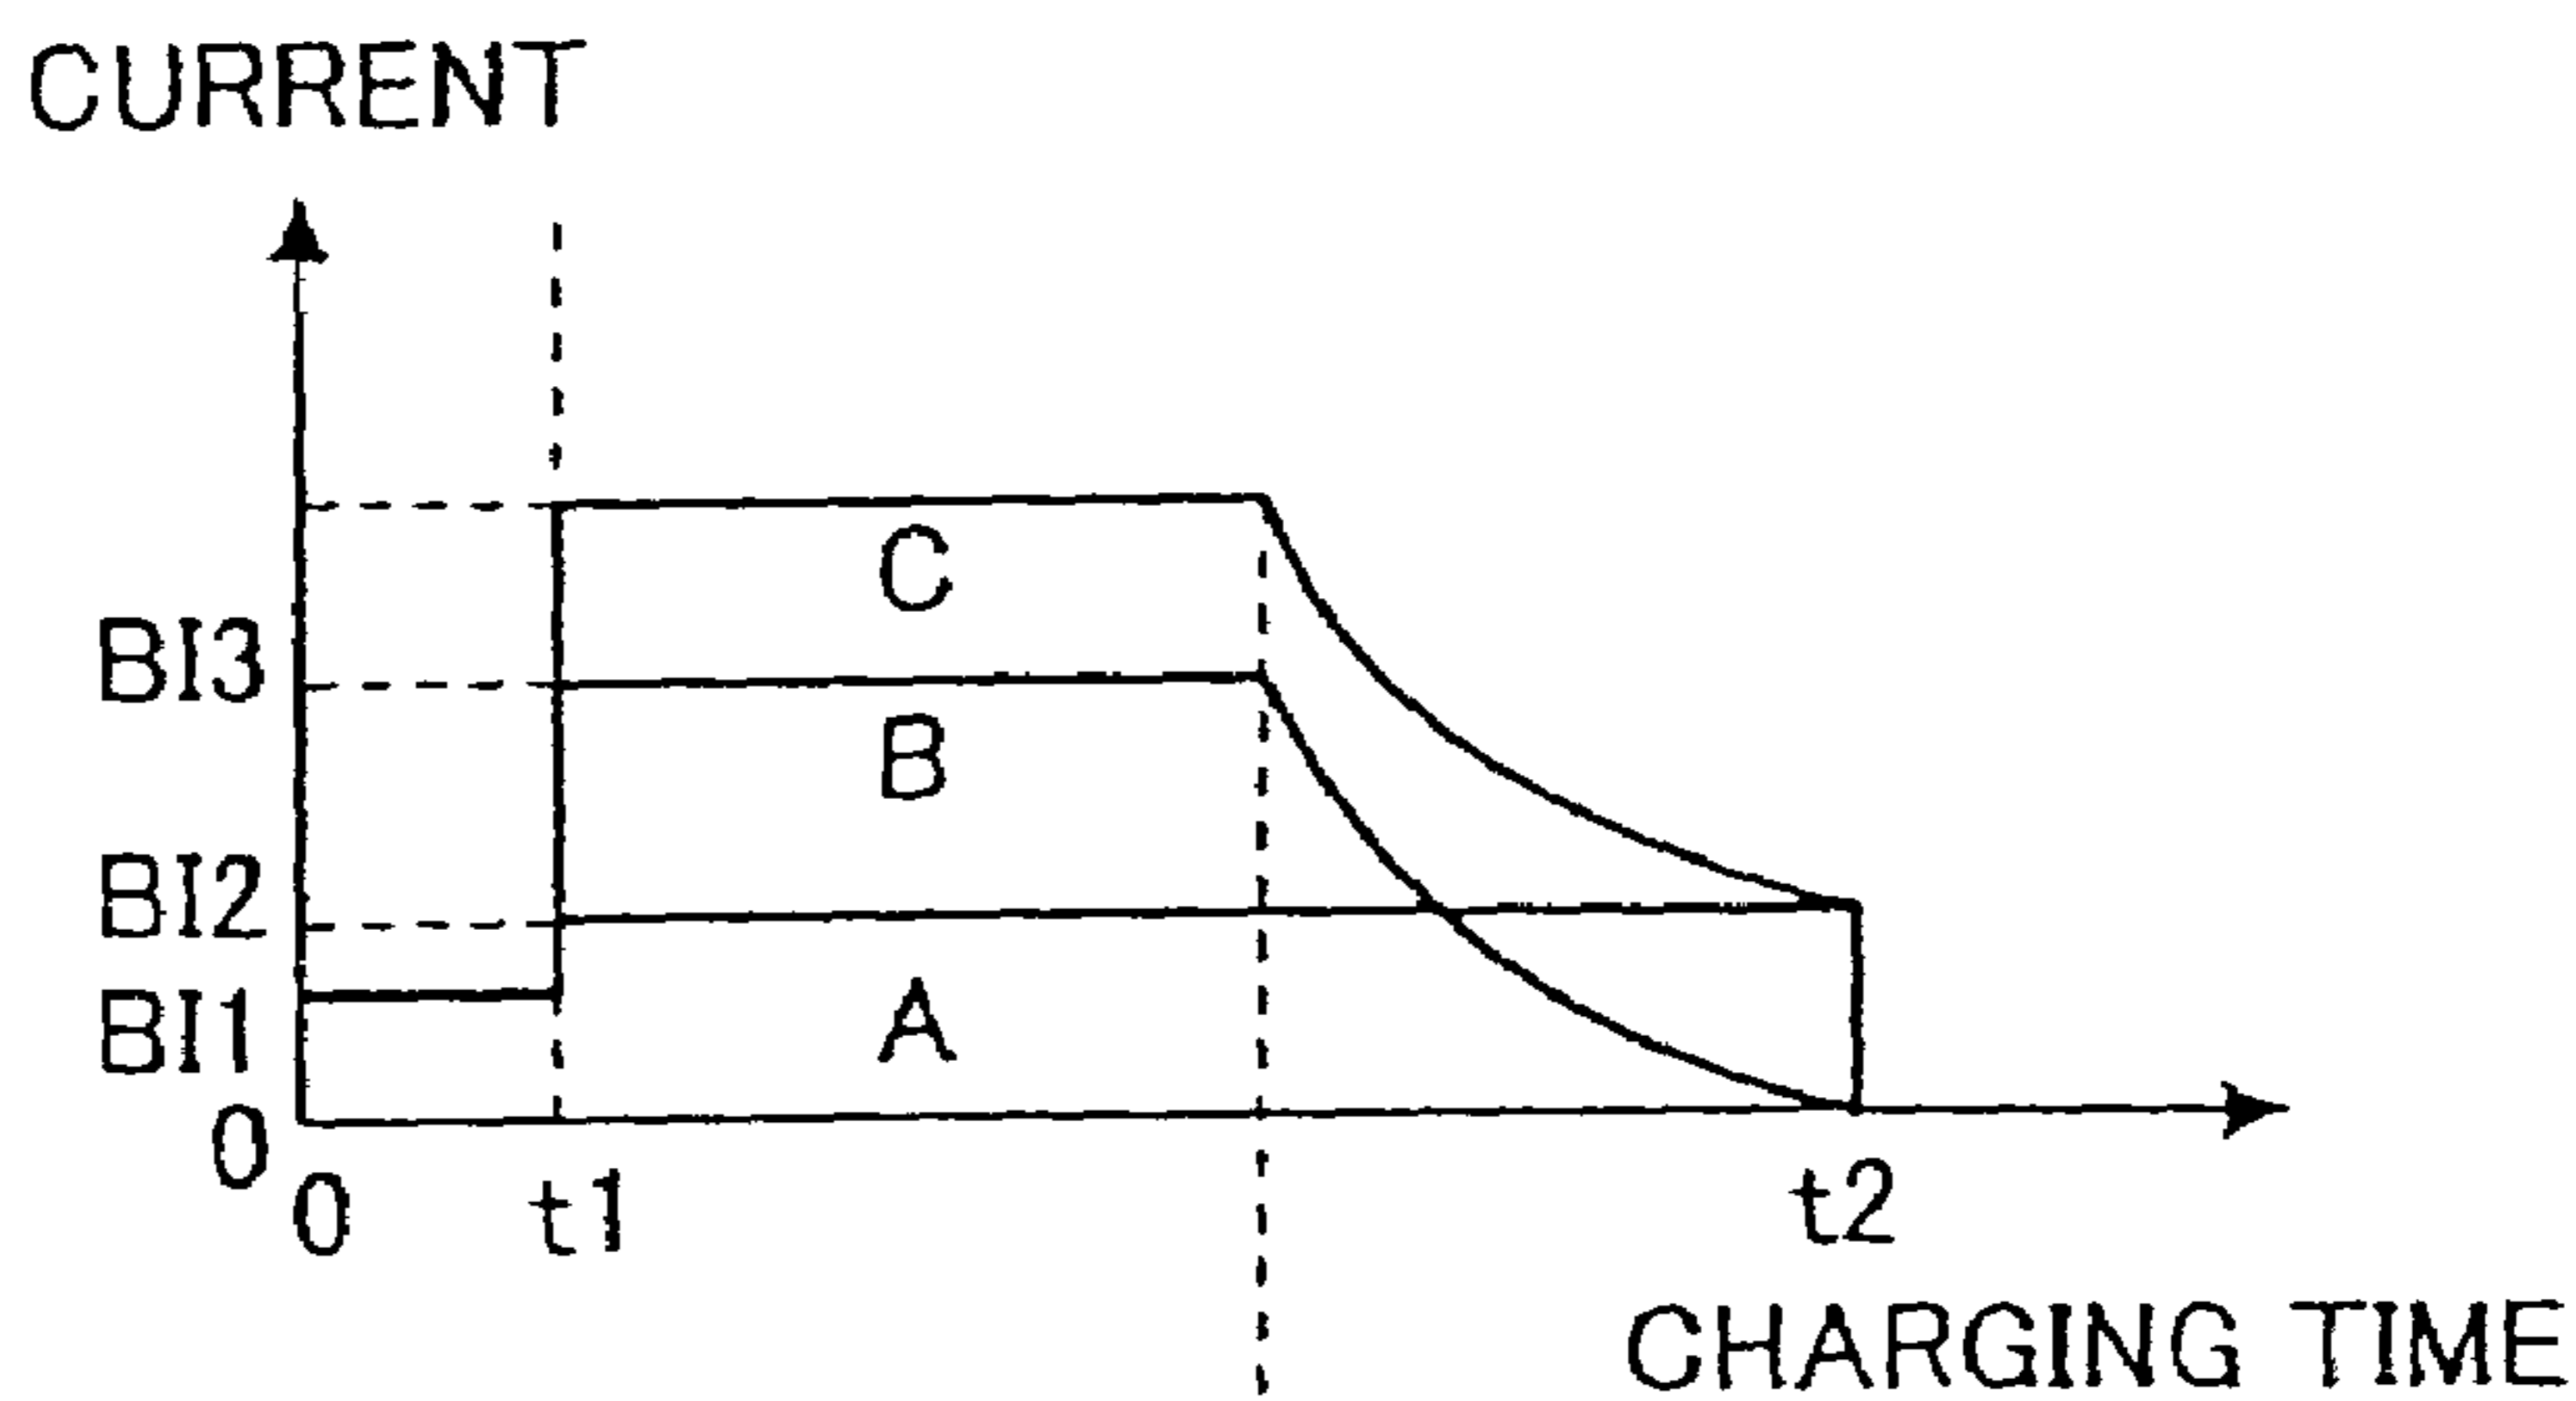 CURRENT
C
BI3
B
BI2
BI1
A
0
0 t1 t2
CHARGING TIME